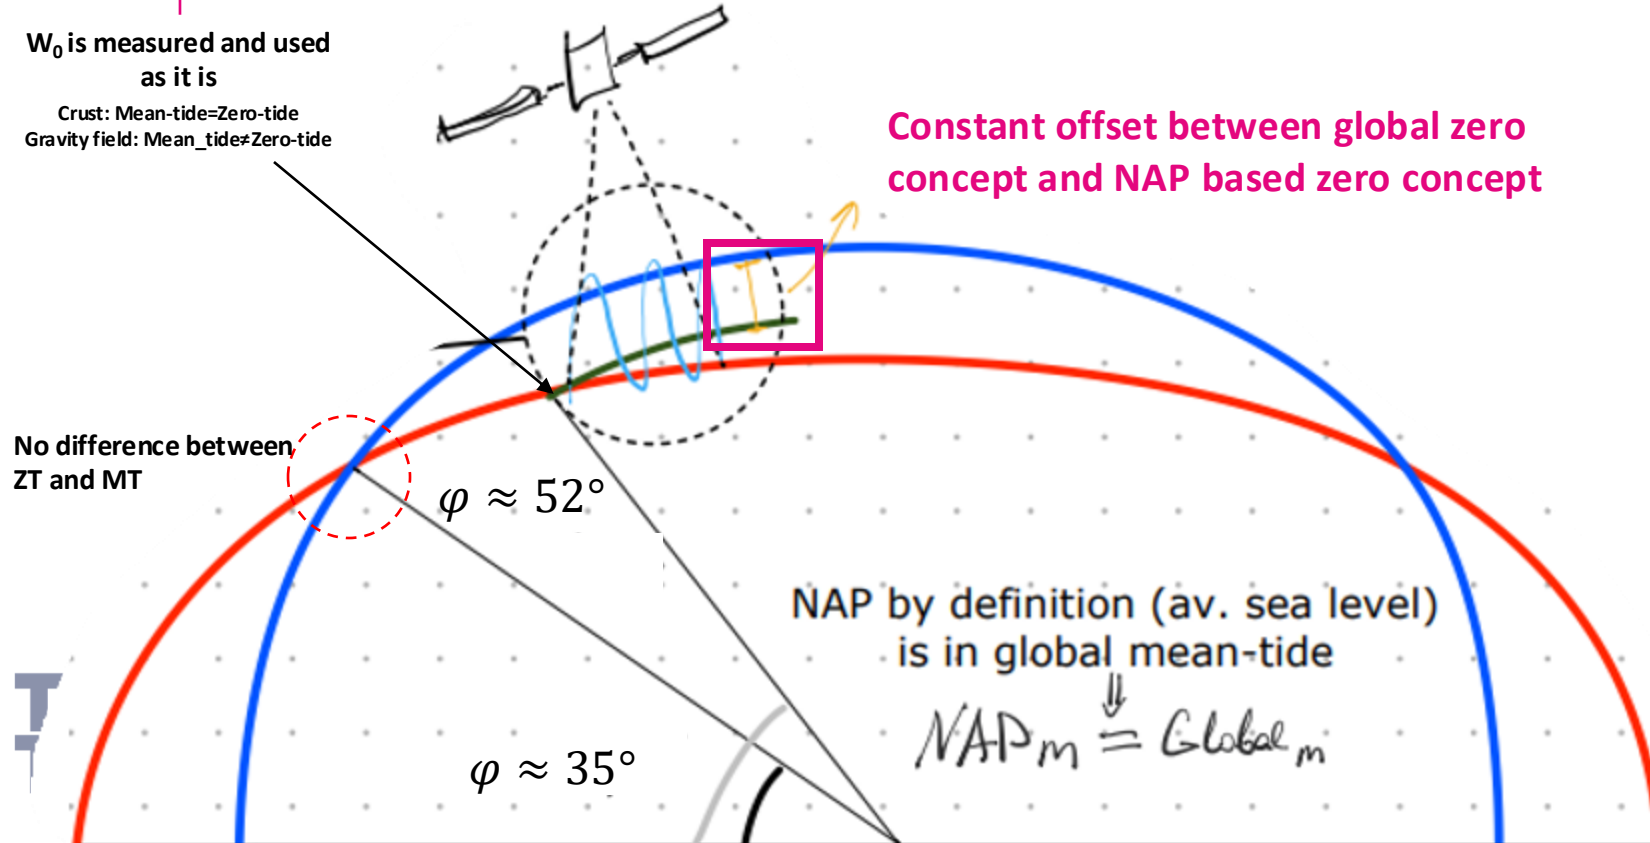 W₀ is measured and used
as it is
Crust: Mean-tide=Zero-tide
Gravity field: Mean_tide≠Zero-tide
Constant offset between global zero
concept and NAP based zero concept
No difference between
ZT and MT
φ ≈ 52°
φ ≈ 35°
NAP by definition (av. sea level)
is in global mean-tide
⇓
NAPm = Globalm